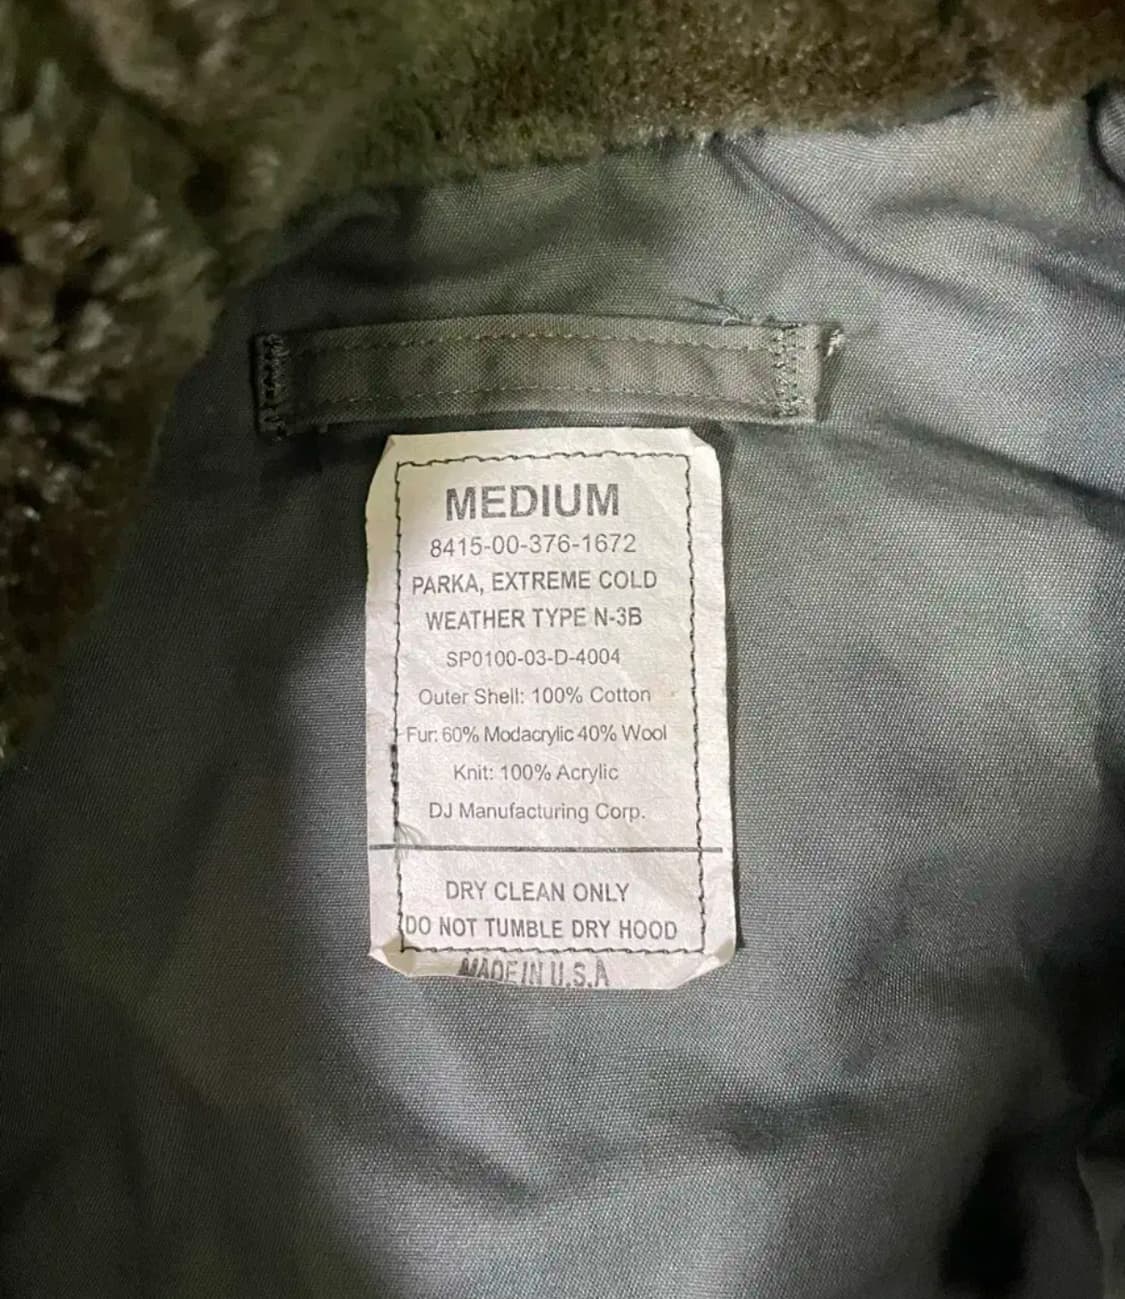 MEDIUM
8415-00-376-1672
PARKA, EXTREME COLD
WEATHER TYPE N-3B
SP0100-03-D-4004
Outer Shell: 100% Cotton
Fur: 60% Modacrylic 40% Wool
Knit: 100% Acrylic
DJ Manufacturing Corp.
DRY CLEAN ONLY
DO NOT TUMBLE DRY HOOD
MADE IN U.S.A